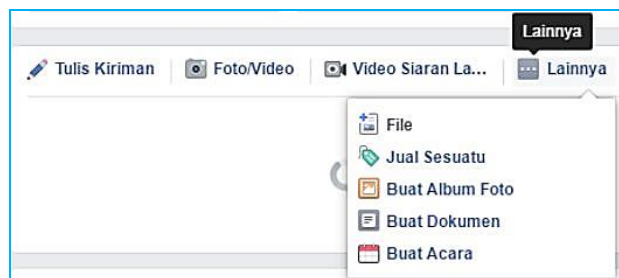 Lainnya
Tulis Kiriman Foto/Video Video Siaran La... Lainnya
File
Jual Sesuatu
Buat Album Foto
Buat Dokumen
Buat Acara